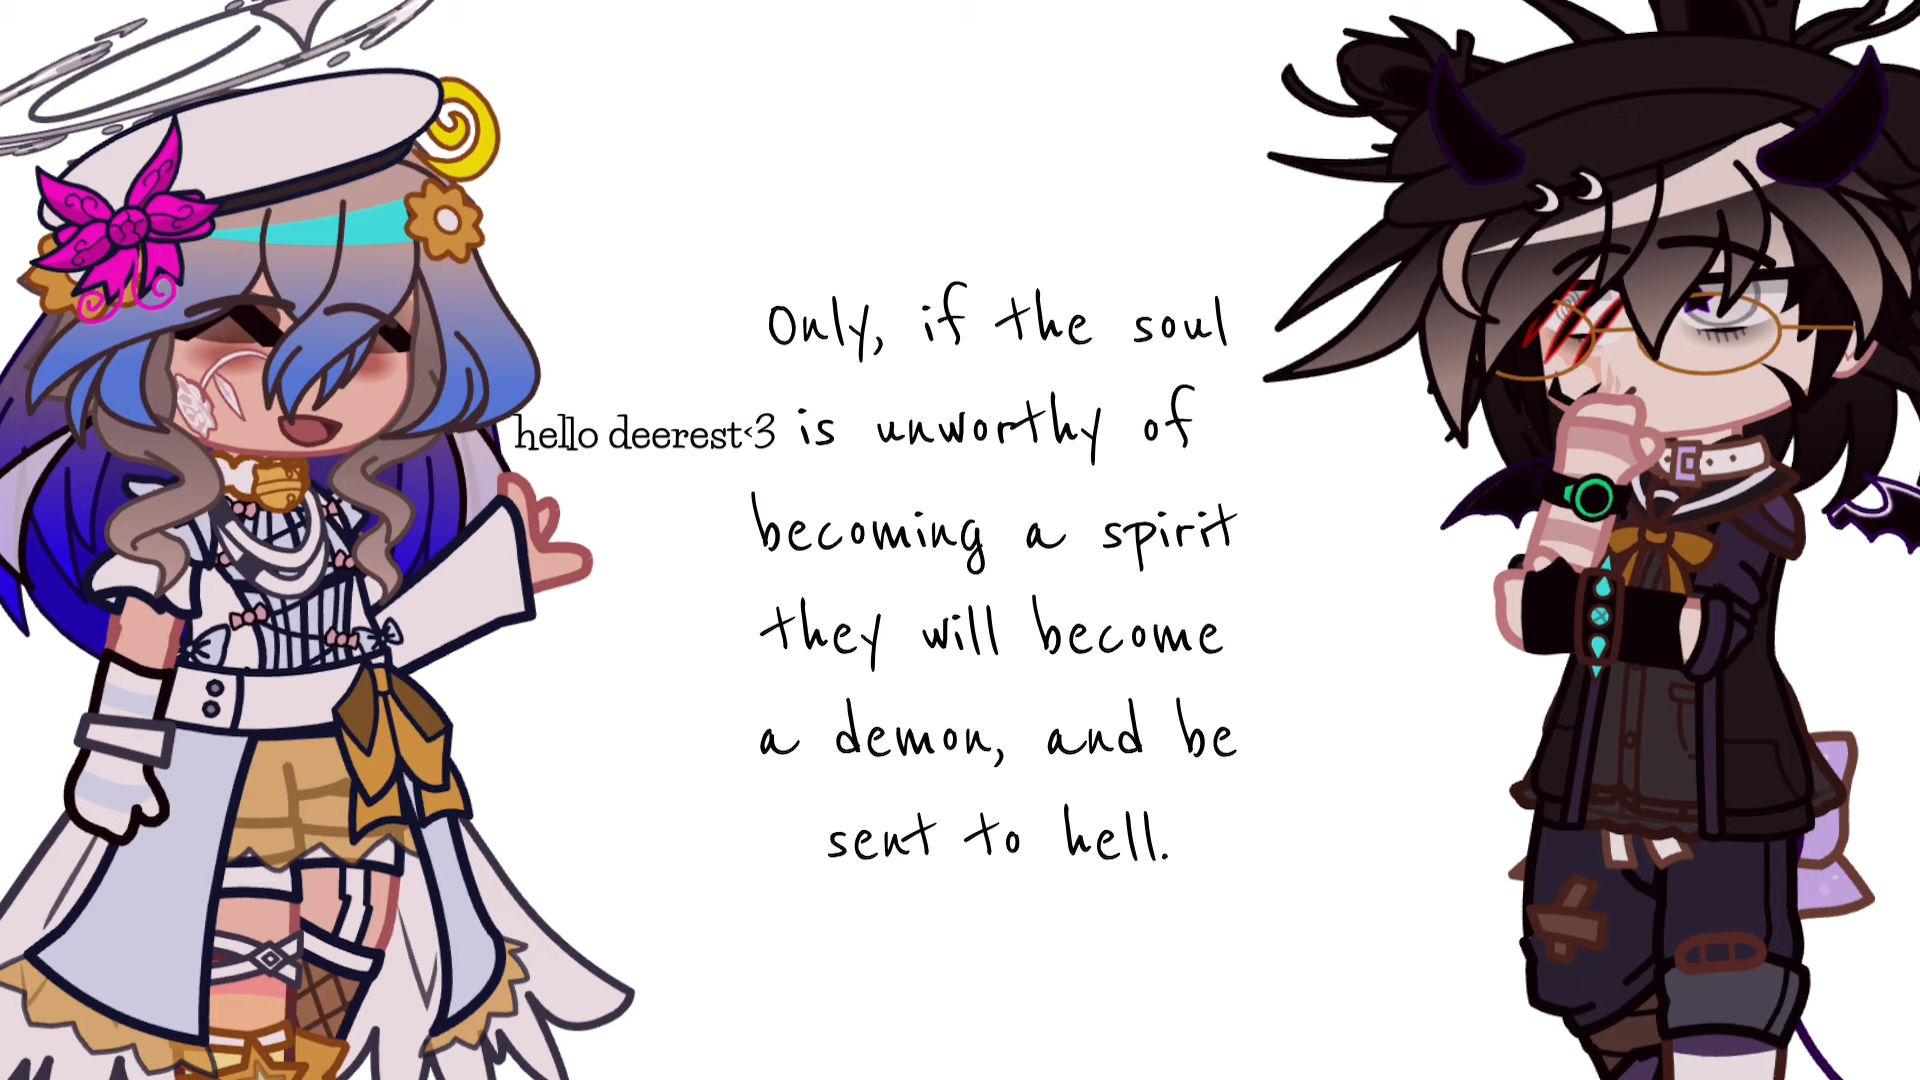 Only, if the soul
hello deerest<3
is unworthy of
becoming a spirit
they will become
a demon, and be
sent to hell.